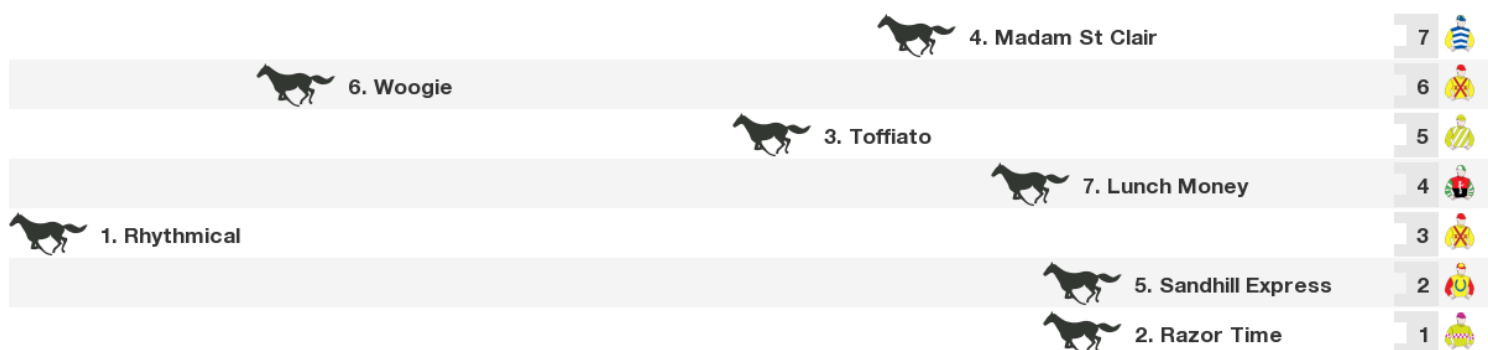 4. Madam St Clair 7
6. Woogie 6
3. Toffiato 5
7. Lunch Money 4
1. Rhythmical 3
5. Sandhill Express 2
2. Razor Time 1